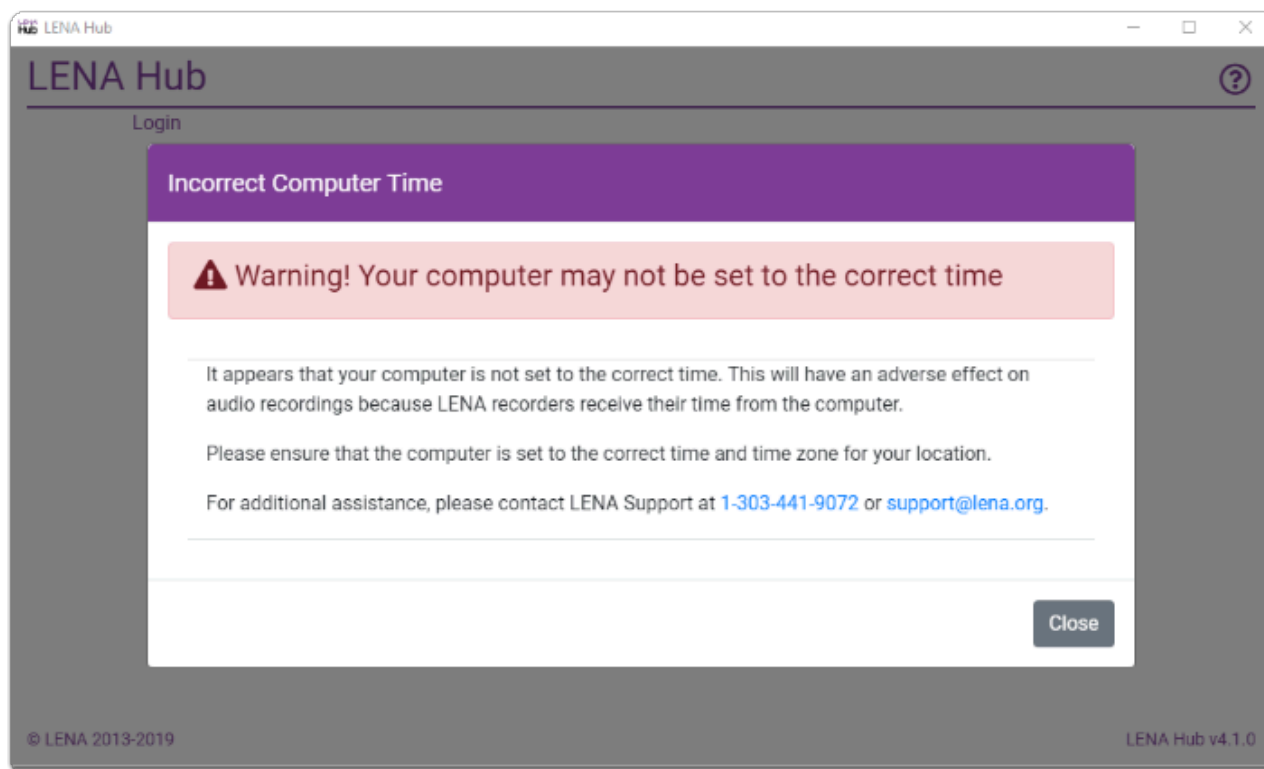 LENA Hub
LENA Hub
Login
Incorrect Computer Time
Warning! Your computer may not be set to the correct time
It appears that your computer is not set to the correct time. This will have an adverse effect on
audio recordings because LENA recorders receive their time from the computer.
Please ensure that the computer is set to the correct time and time zone for your location.
For additional assistance, please contact LENA Support at 1-303-441-9072 or support@lena.org.
Close
© LENA 2013-2019
LENA Hub v4.1.0